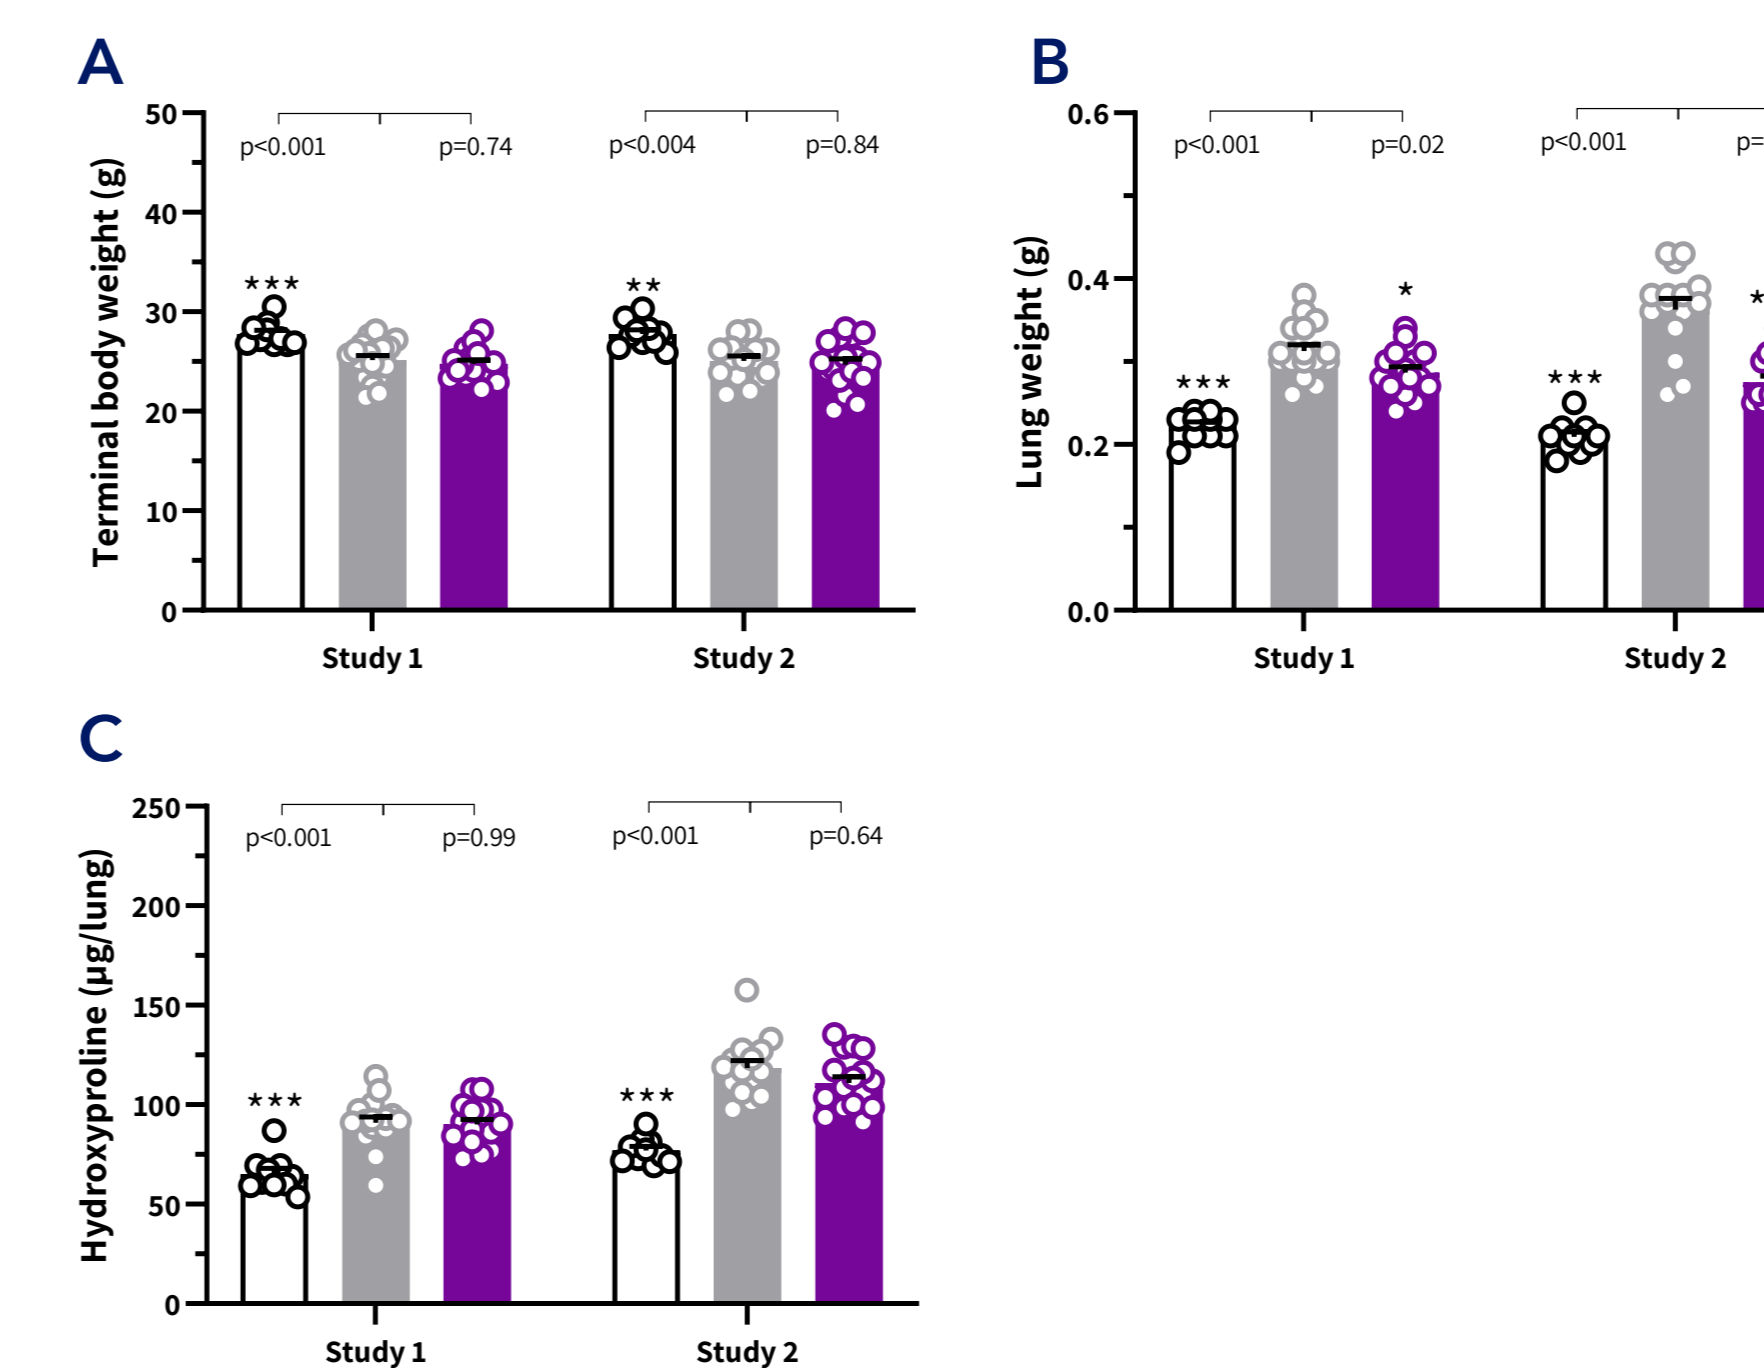 A
Terminal body weight (g)
50
40
30
20
10
0
p<0.001
p=0.74
p<0.004
p=0.84
***
**
Study 1
Study 2
B
Lung weight (g)
0.6
0.4
0.2
0.0
p<0.001
p=0.02
p<0.001
p=
***
*
***
*
Study 1
Study 2
C
Hydroxyproline (µg/lung)
250
200
150
100
50
0
p<0.001
p=0.99
p<0.001
p=0.64
***
***
Study 1
Study 2